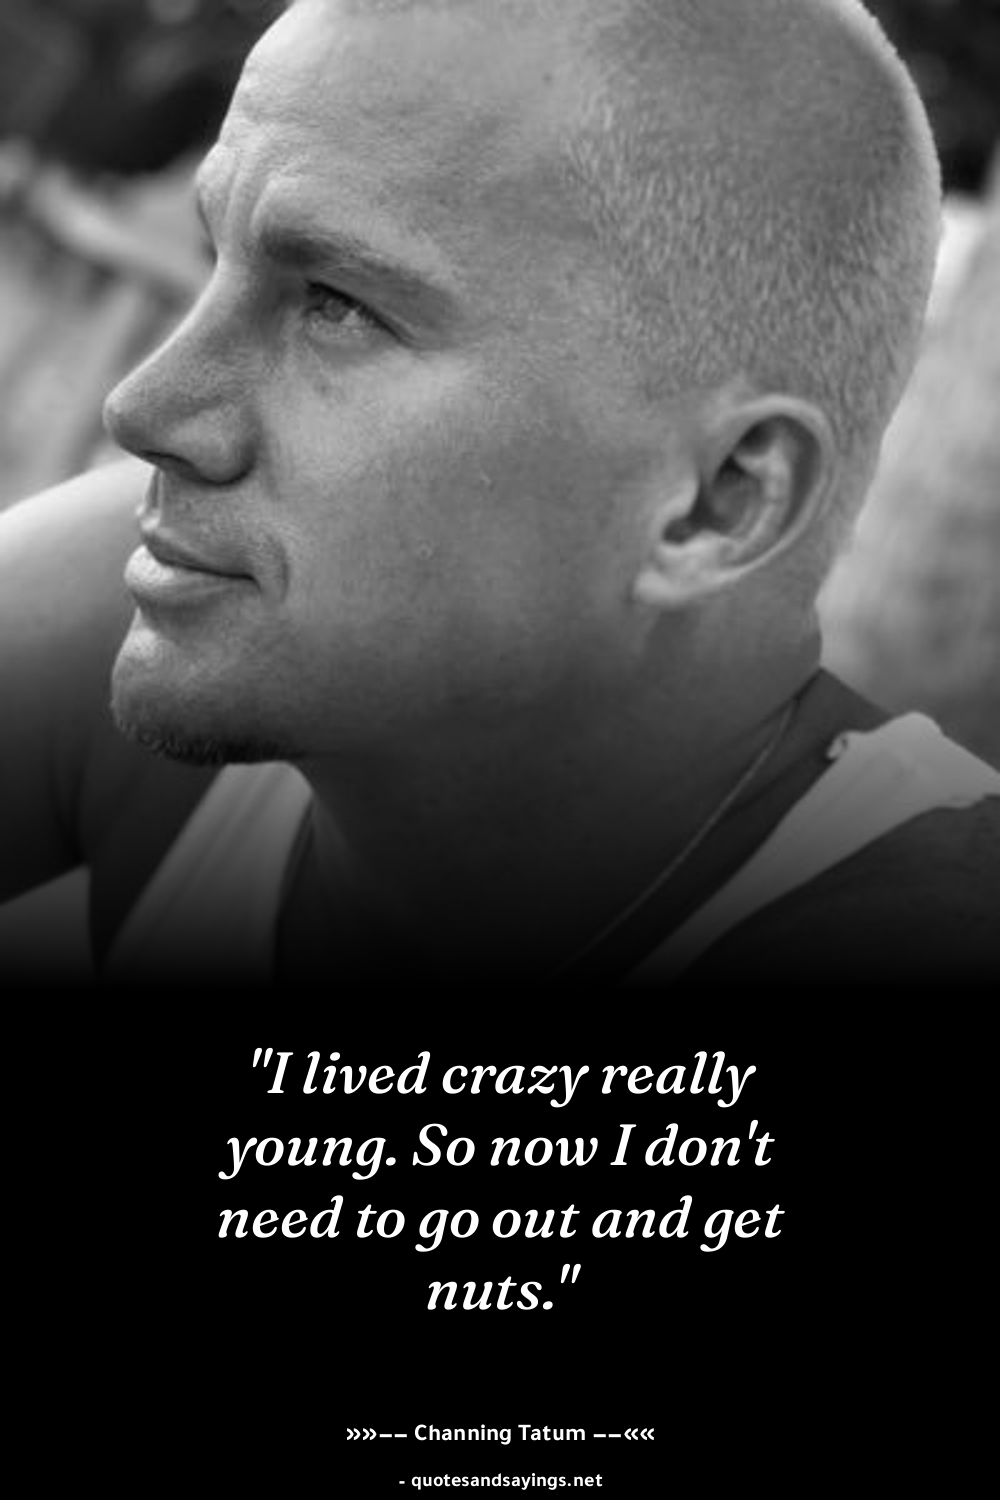 "I lived crazy really
young. So now I don't
need to go out and get
nuts."
»»−− Channing Tatum −−««
- quotesandsayings.net